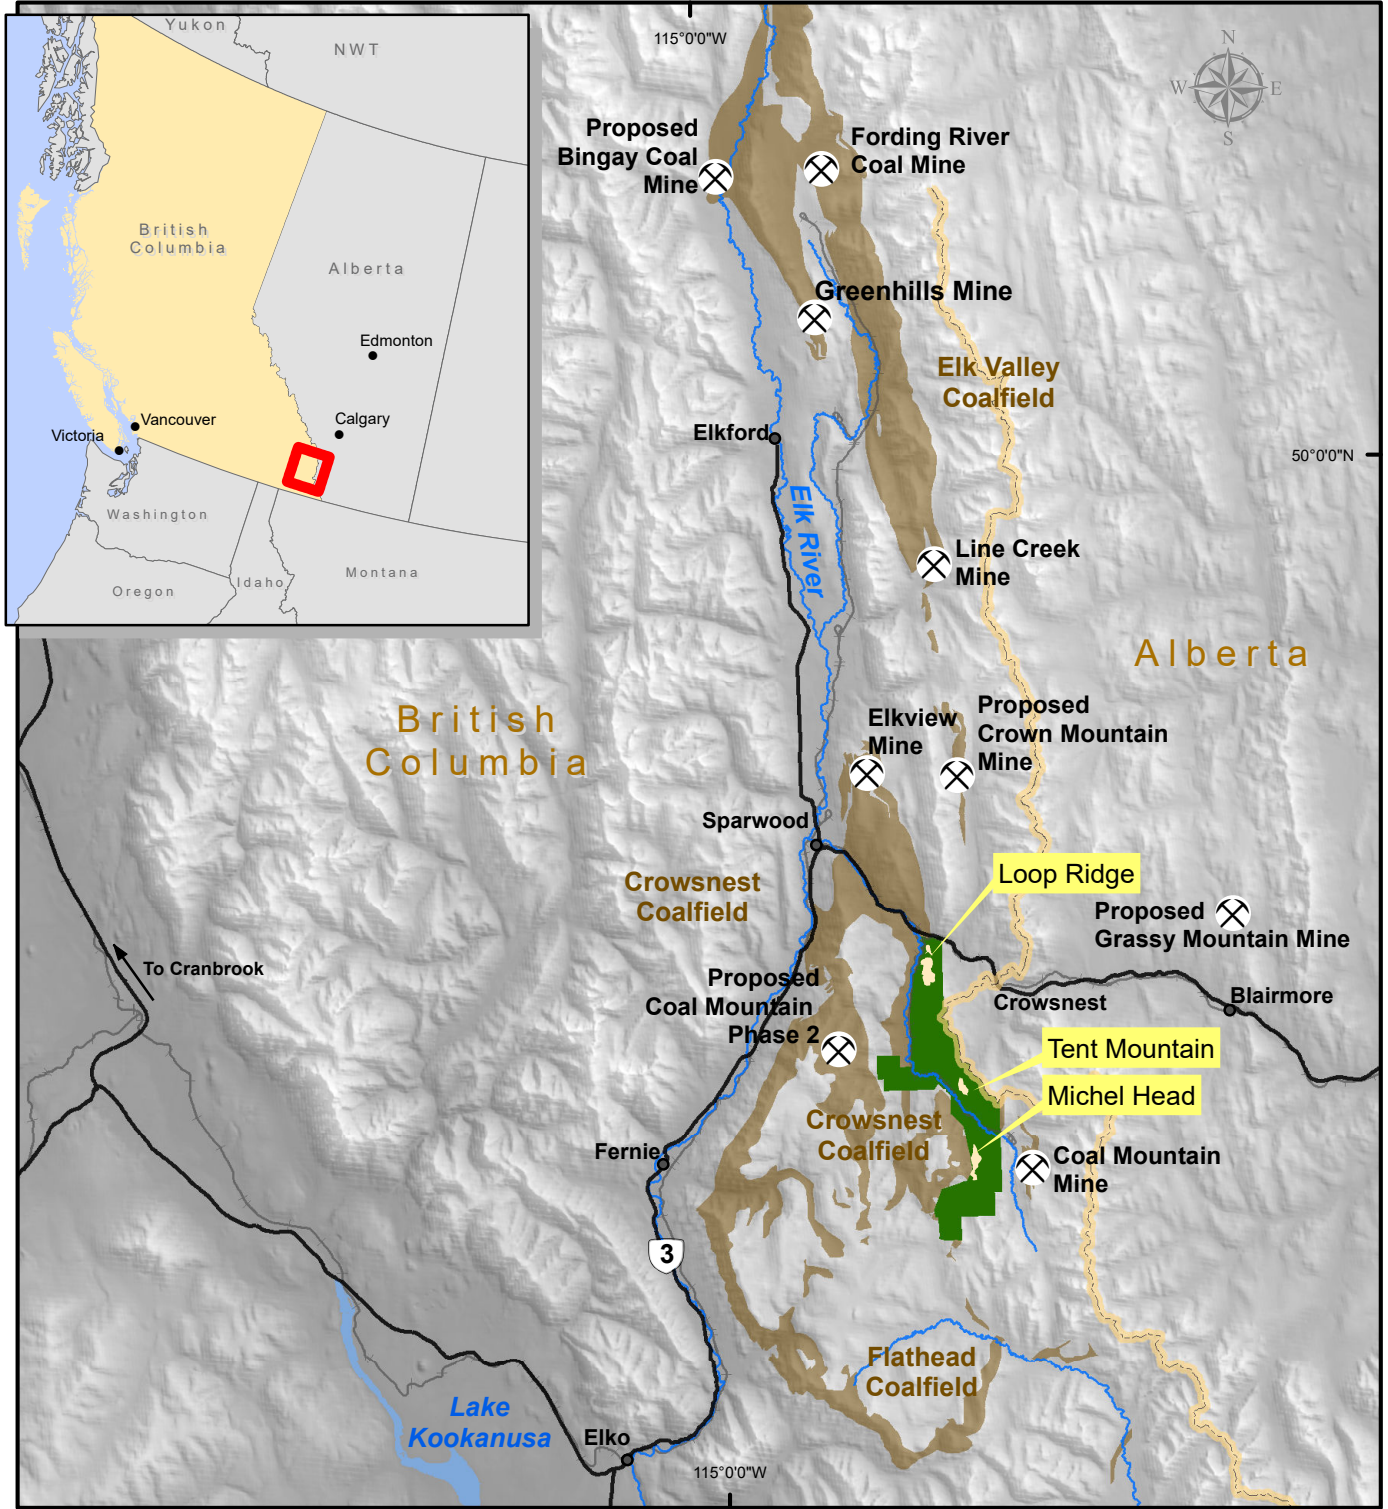 Yukon
NWT
British
Columbia
Alberta
Edmonton
Calgary
Vancouver
Victoria
Washington
Oregon
Idaho
Montana
115°0'0"W
N
W
E
S
Proposed
Bingay Coal
Mine
Fording River
Coal Mine
Greenhills Mine
Elk Valley
Coalfield
Elkford
50°0'0"N
Elk River
Line Creek
Mine
Alberta
British
Columbia
Elkview
Mine
Proposed
Crown Mountain
Mine
Sparwood
Loop Ridge
Crowsnest
Coalfield
Proposed
Grassy Mountain Mine
To Cranbrook
Proposed
Coal Mountain
Phase 2
Crowsnest
Blairmore
Tent Mountain
Michel Head
Crowsnest
Coalfield
Fernie
Coal Mountain
Mine
3
Flathead
Coalfield
Lake
Kookanusa
Elko
115°0'0"W